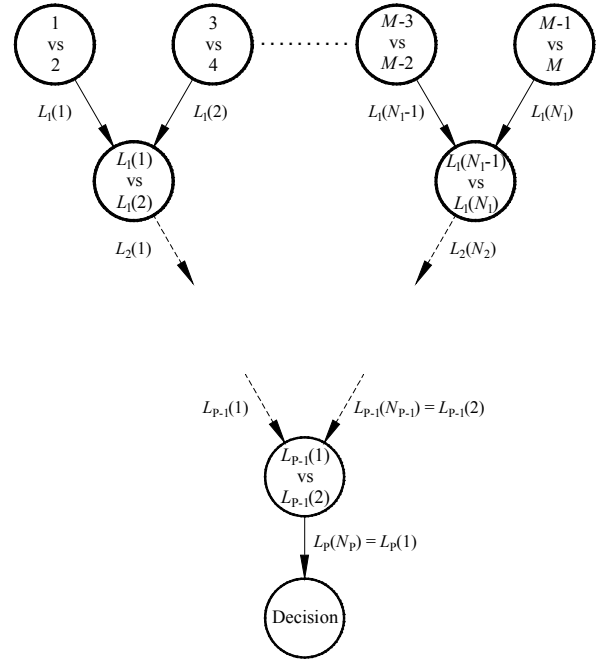 1
vs
2
3
vs
4
M-3
vs
M-2
M-1
vs
M
L1(1)
L1(2)
L1(N1-1)
L1(N1)
L1(1)
vs
L1(2)
L1(N1-1)
vs
L1(N1)
L2(1)
L2(N2)
LP-1(1)
LP-1(NP-1) = LP-1(2)
LP-1(1)
vs
LP-1(2)
LP(NP) = LP(1)
Decision